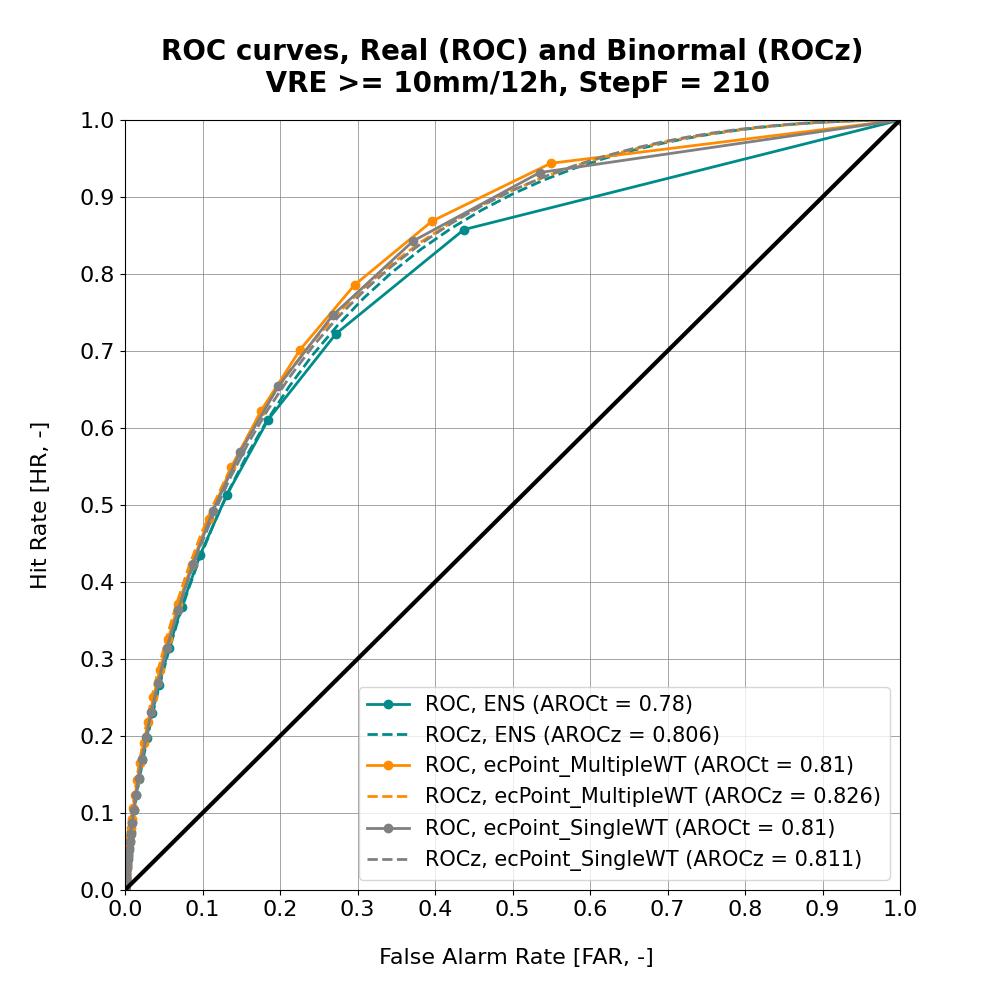 ROC curves, Real (ROC) and Binormal (ROCz)
VRE >= 10mm/12h, StepF = 210
1.0
0.9
0.8
0.7
0.6
0.5
0.4
0.3
0.2
0.1
0.0
Hit Rate [HR, -]
ROC, ENS (AROCt = 0.78)
ROCz, ENS (AROCz = 0.806)
ROC, ecPoint_MultipleWT (AROCt = 0.81)
ROCz, ecPoint_MultipleWT (AROCz = 0.826)
ROC, ecPoint_SingleWT (AROCt = 0.81)
ROCz, ecPoint_SingleWT (AROCz = 0.811)
0.0 0.1 0.2 0.3 0.4 0.5 0.6 0.7 0.8 0.9 1.0
False Alarm Rate [FAR, -]